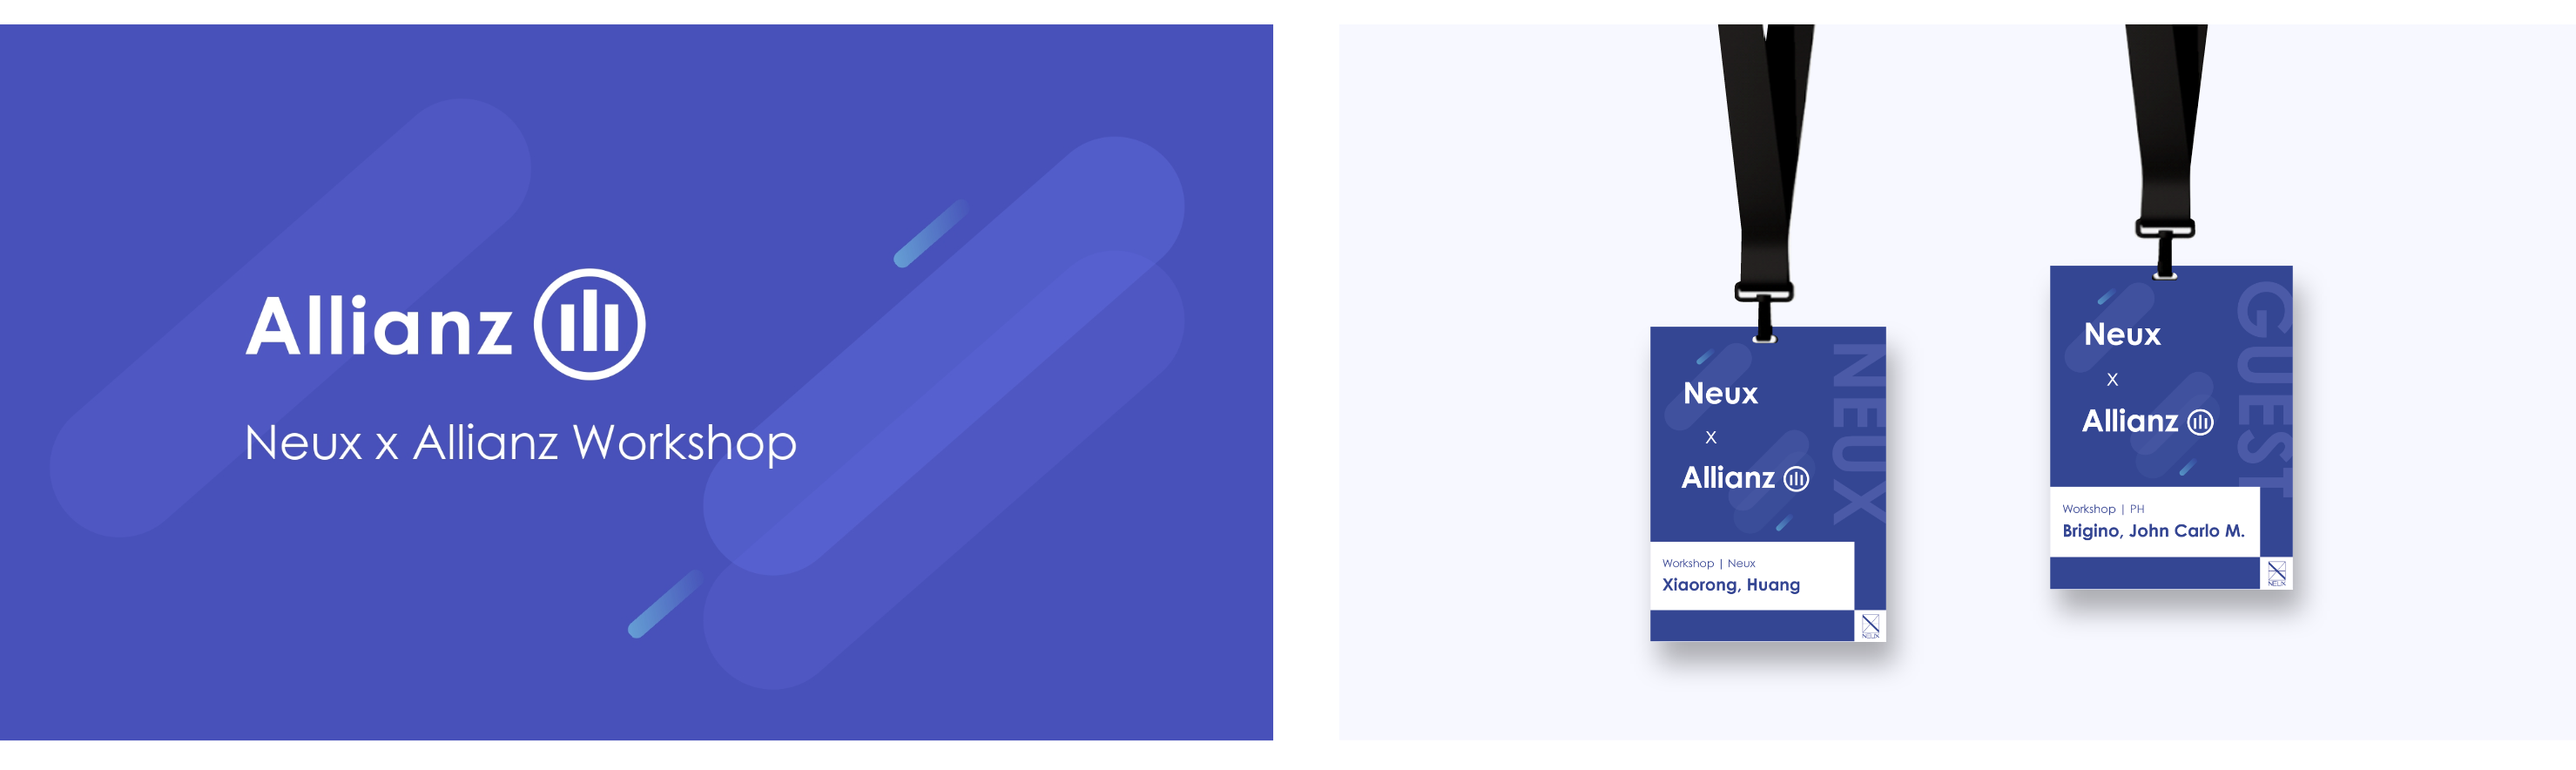 Allianz
Neux x Allianz Workshop
NEUX
Neux
x
Allianz
Workshop | Neux
Xiaorong, Huang
NEUX
GUEST
Neux
x
Allianz
Workshop | PH
Brigino, John Carlo M.
NEUX